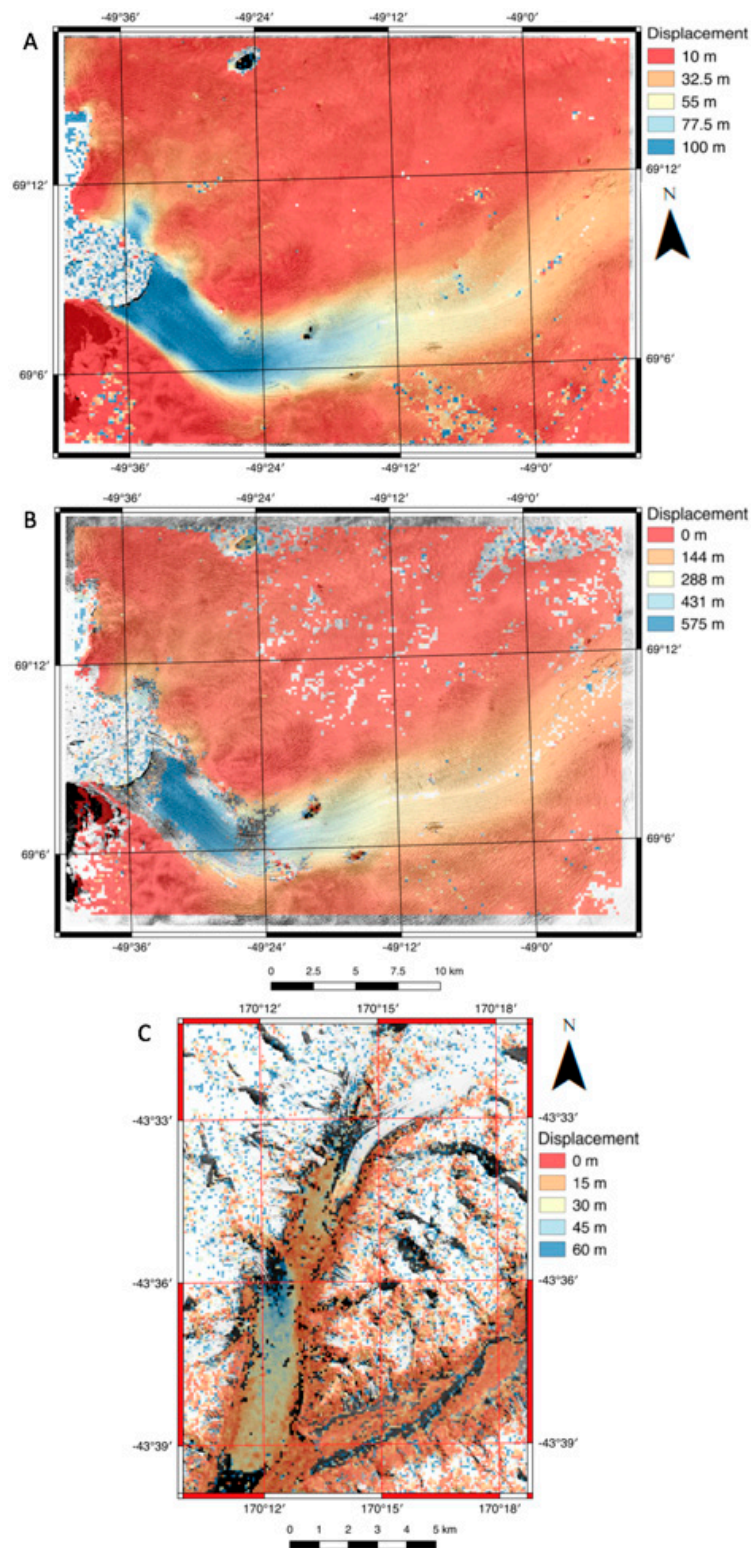 -49°36' -49°24' -49°12' -49°0'
A
Displacement
10 m
32.5 m
55 m
77.5 m
100 m
69°12' 69°12'
N
69°6' 69°6'
-49°36' -49°24' -49°12' -49°0'
-49°36' -49°24' -49°12' -49°0'
B
Displacement
0 m
144 m
288 m
431 m
575 m
69°12' 69°12'
69°6' 69°6'
-49°36' -49°24' -49°12' -49°0'
0 2.5 5 7.5 10 km
170°12' 170°15' 170°18'
C
N
-43°33' -43°33'
Displacement
0 m
15 m
30 m
45 m
60 m
-43°36' -43°36'
-43°39' -43°39'
170°12' 170°15' 170°18'
0 1 2 3 4 5 km